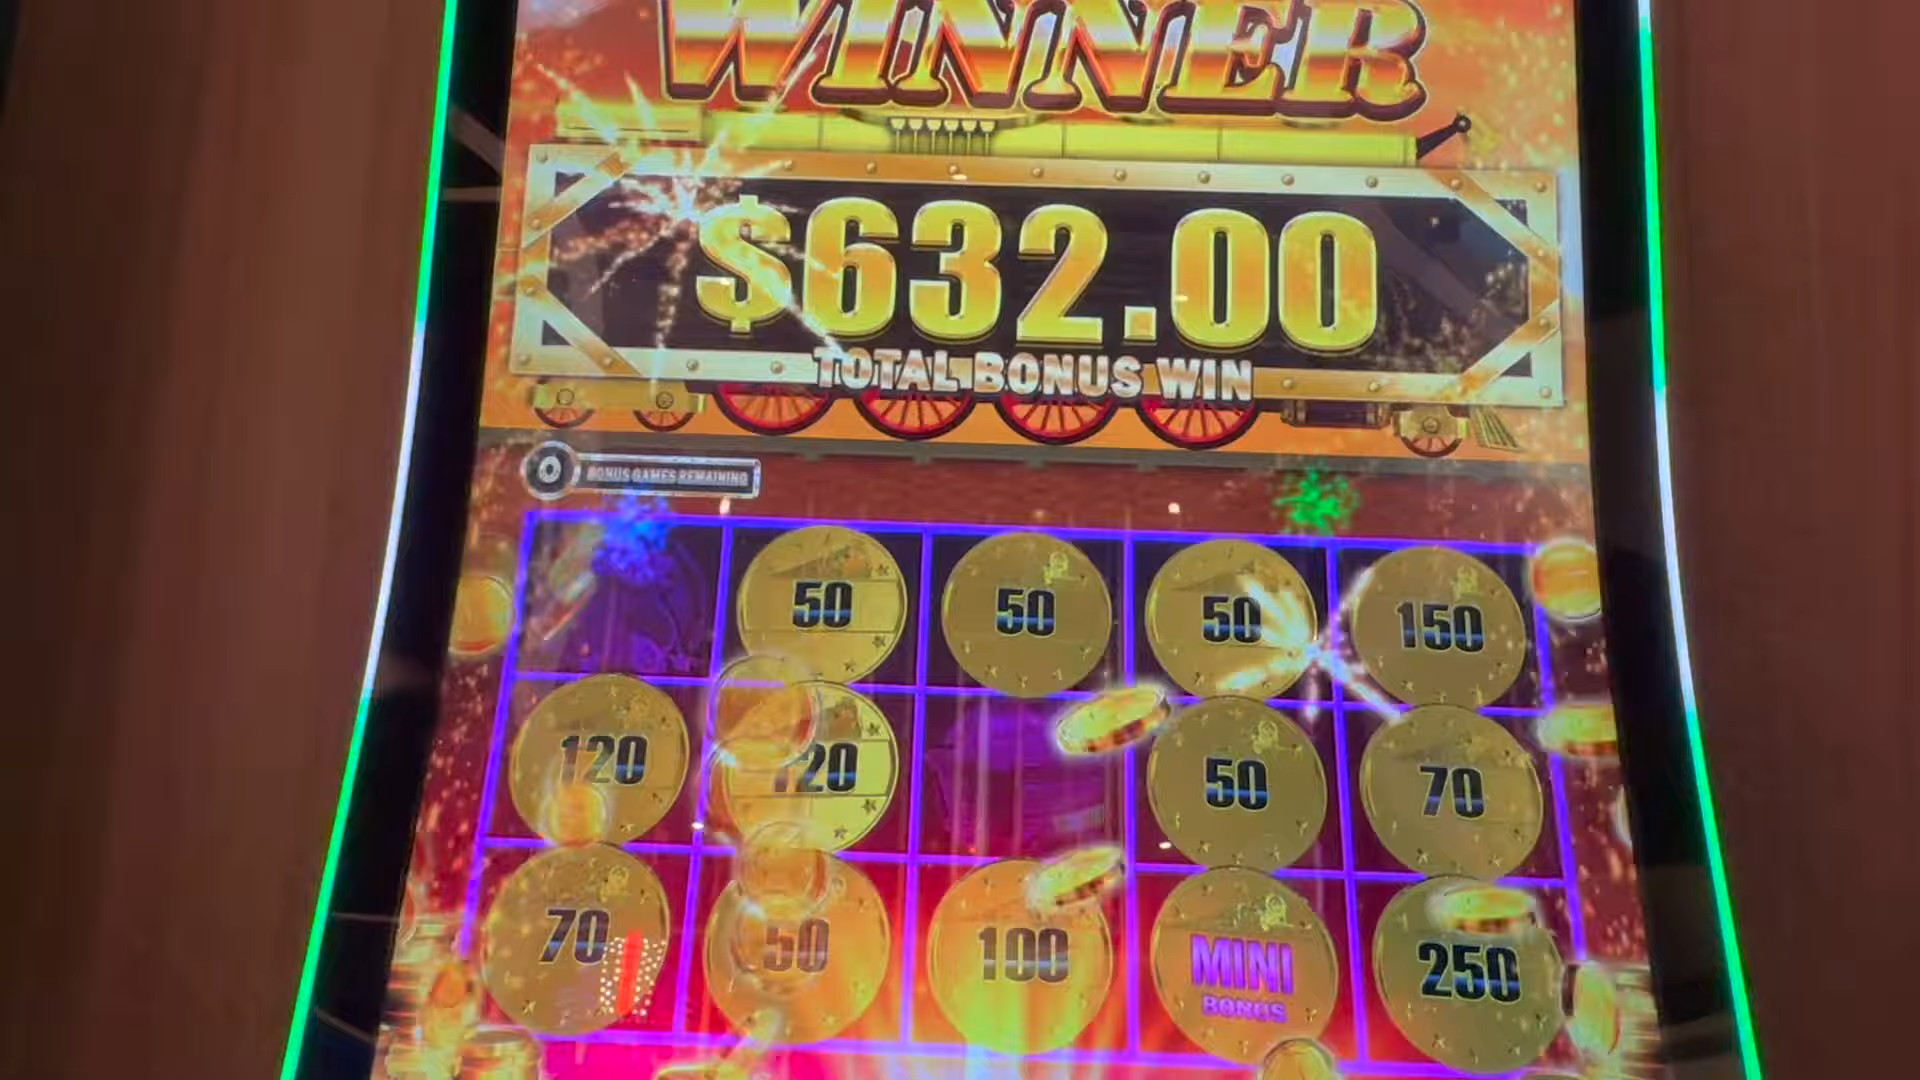 WINNER
$632.00
TOTAL BONUS WIN
0 BONUS GAMES REMAINING
50 50 50 150
120 120 50 70
70 50 100 MINI BONUS 250